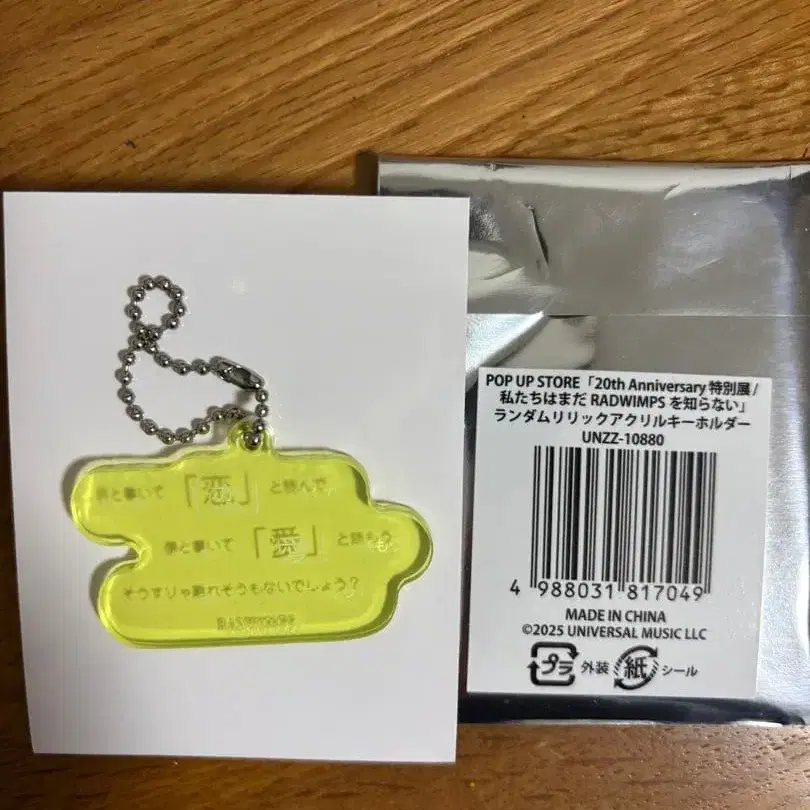 君と書いて「恋」と読んで
僕と書いて「愛」と読もう
そうすりゃ離れそうもないでしょう？
RADWIMPS
POP UP STORE「20th Anniversary 特別展/
私たちはまだ RADWIMPS を知らない」
ランダムリリックアクリルキーホルダー
UNZZ-10880
4 988031 817049
MADE IN CHINA
©2025 UNIVERSAL MUSIC LLC
プラ 外装 紙 シール